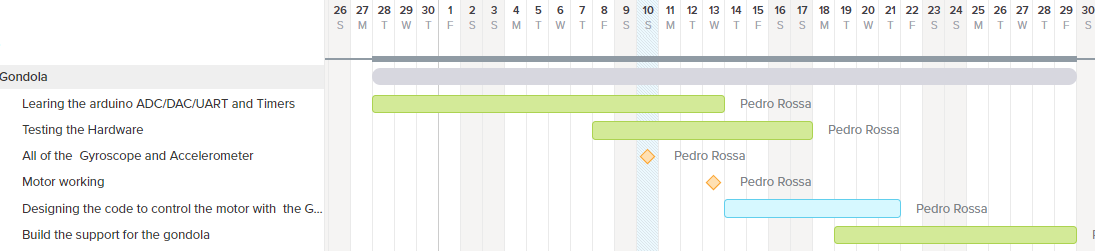 26 27 28 29 30 1 2 3 4 5 6 7 8 9 10 11 12 13 14 15 16 17 18 19 20 21 22 23 24 25 26 27 28 29 30
S M T W T F S S M T W T F S S M T W T F S S M T W T F S S M T W T F S
Gondola
Learing the arduino ADC/DAC/UART and Timers Pedro Rossa
Testing the Hardware Pedro Rossa
All of the Gyroscope and Accelerometer Pedro Rossa
Motor working Pedro Rossa
Designing the code to control the motor with the G... Pedro Rossa
Build the support for the gondola